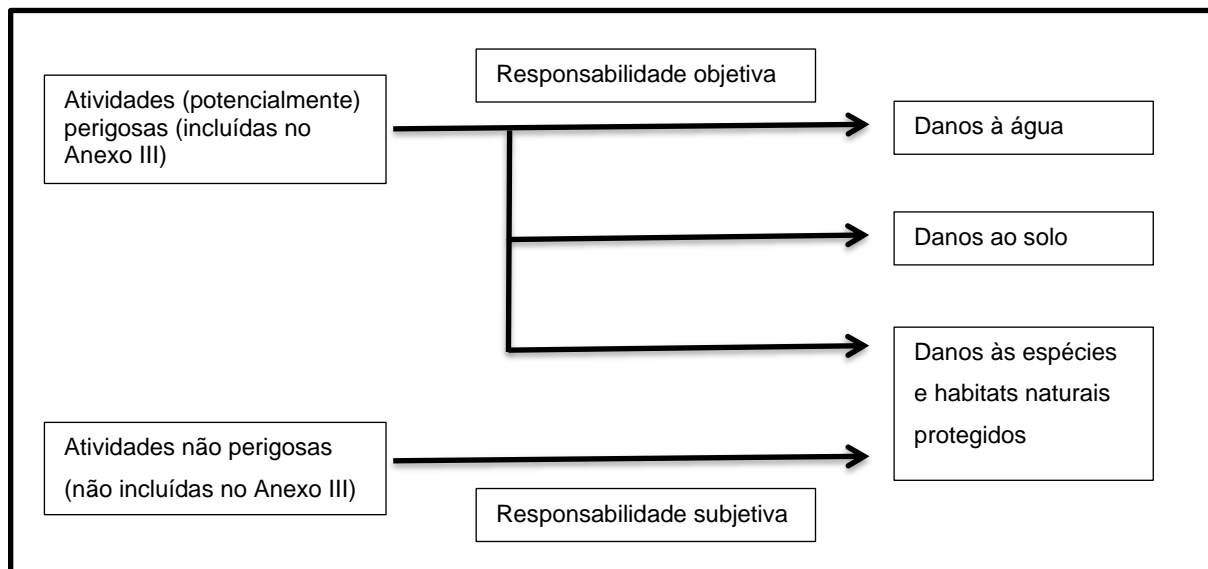 Responsabilidade objetiva
Atividades (potencialmente)
perigosas (incluídas no
Anexo III)
Danos à água
Danos ao solo
Danos às espécies
e habitats naturais
protegidos
Atividades não perigosas
(não incluídas no Anexo III)
Responsabilidade subjetiva